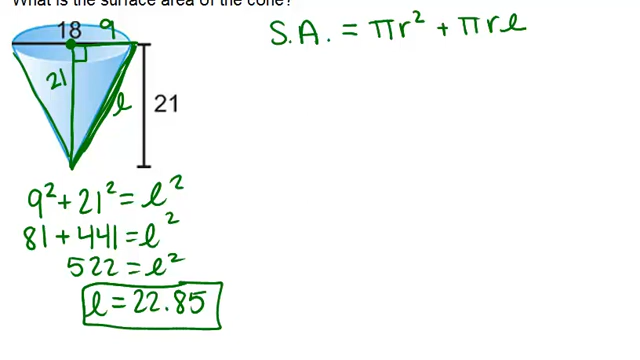 What is the surface area of the cone?
18 9
S.A. = πr² + πrl
21
l
21
9² + 21² = l²
81 + 441 = l²
522 = l²
l = 22.85